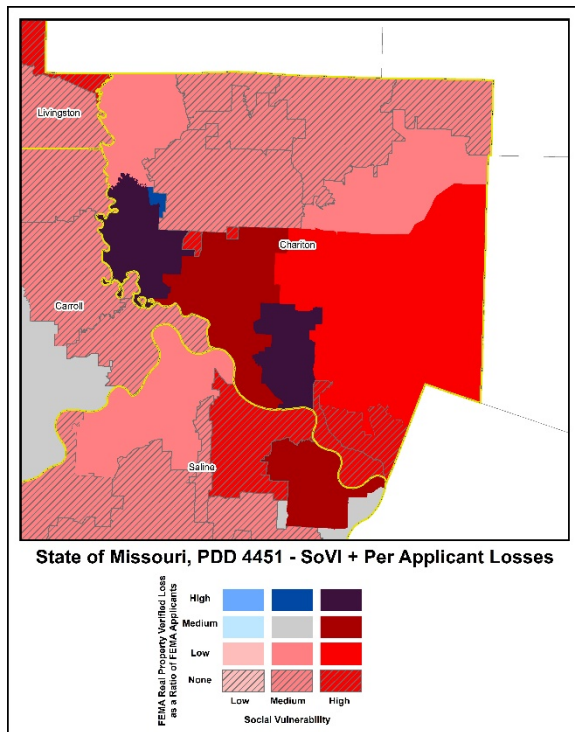 Livingston
Chariton
Carroll
Saline
State of Missouri, PDD 4451 - SoVI + Per Applicant Losses
FEMA Real Property Verified Loss
as a Ratio of FEMA Applicants
High
Medium
Low
None
Low Medium High
Social Vulnerability